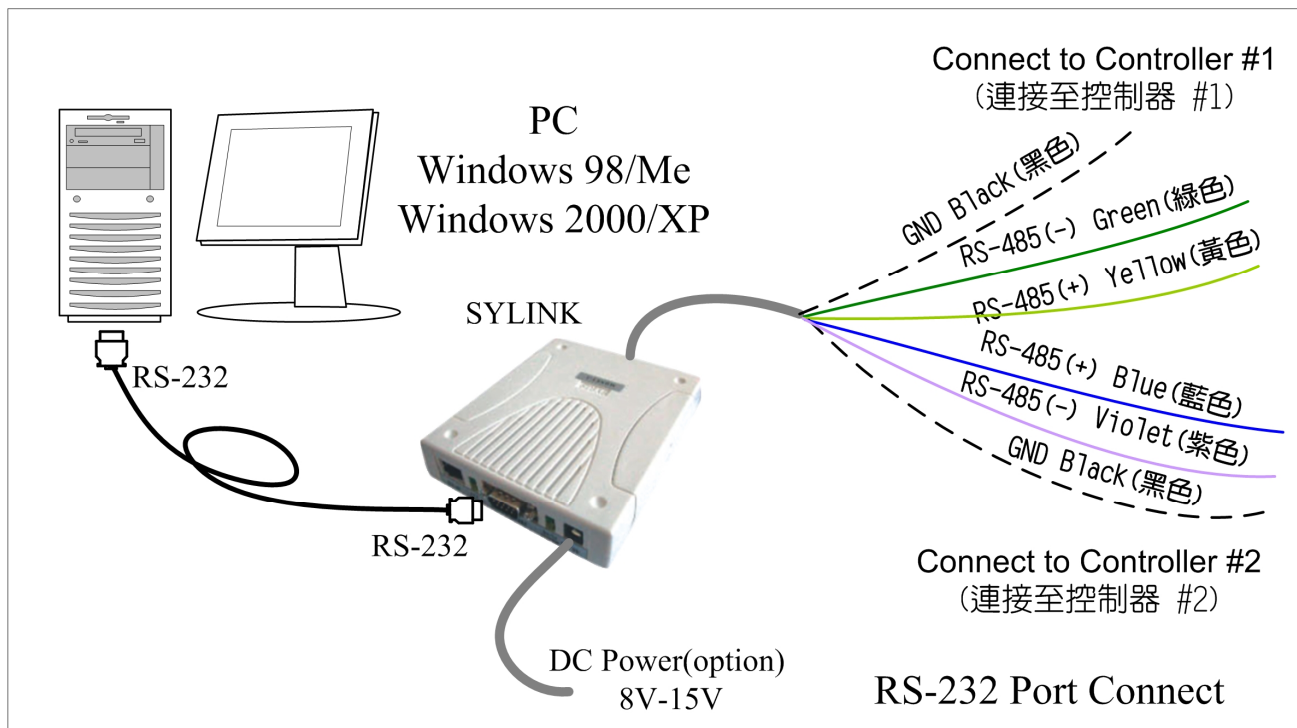 Connect to Controller #1
(連接至控制器 #1)
PC
Windows 98/Me
Windows 2000/XP
GND Black(黑色)
RS-485(-) Green(綠色)
RS-485(+) Yellow(黃色)
SYLINK
RS-485(+) Blue(藍色)
RS-232
RS-485(-) Violet(紫色)
GND Black(黑色)
RS-232
Connect to Controller #2
(連接至控制器 #2)
DC Power(option)
8V-15V
RS-232 Port Connect